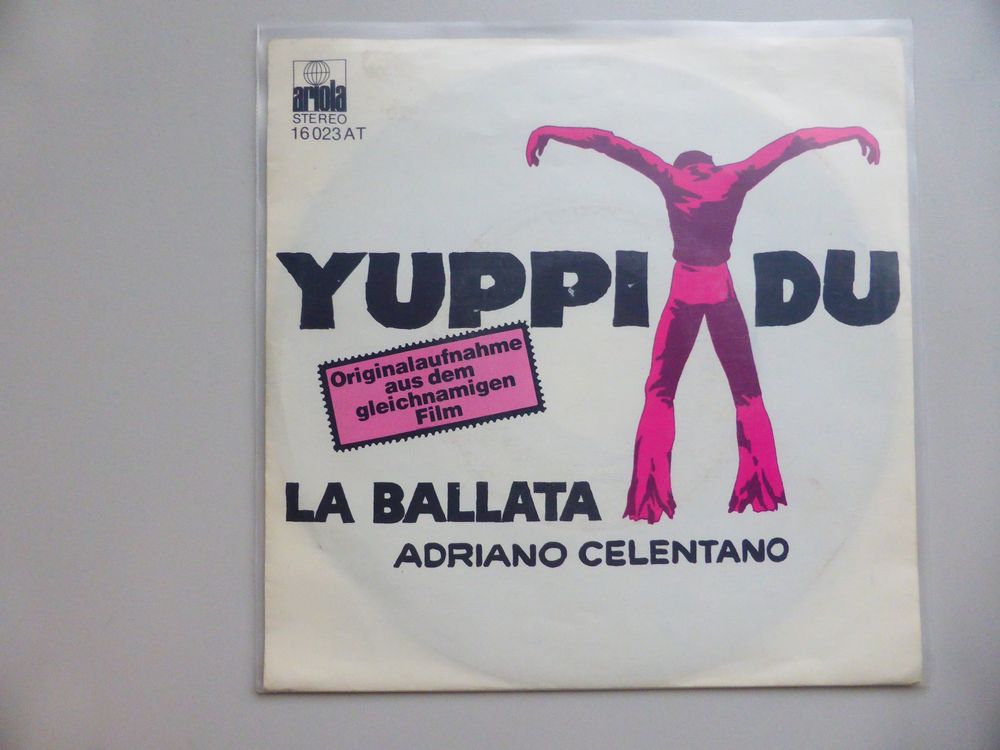 ariola
STEREO
16 023 AT
YUPPI DU
Originalaufnahme
aus dem
gleichnamigen
Film
LA BALLATA
ADRIANO CELENTANO